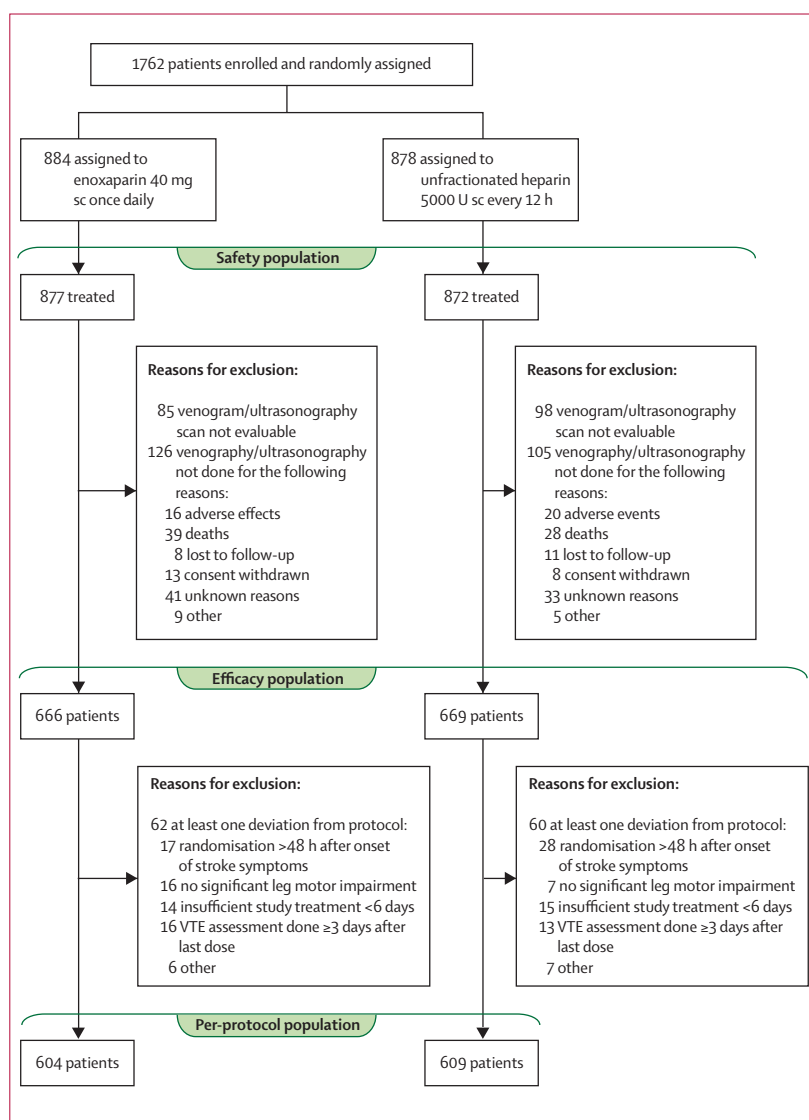 1762 patients enrolled and randomly assigned
884 assigned to
enoxaparin 40 mg
sc once daily
878 assigned to
unfractionated heparin
5000 U sc every 12 h
Safety population
877 treated
872 treated
Reasons for exclusion:
85 venogram/ultrasonography
scan not evaluable
126 venography/ultrasonography
not done for the following
reasons:
16 adverse effects
39 deaths
8 lost to follow-up
13 consent withdrawn
41 unknown reasons
9 other
Reasons for exclusion:
98 venogram/ultrasonography
scan not evaluable
105 venography/ultrasonography
not done for the following
reasons:
20 adverse events
28 deaths
11 lost to follow-up
8 consent withdrawn
33 unknown reasons
5 other
Efficacy population
666 patients
669 patients
Reasons for exclusion:
62 at least one deviation from protocol:
17 randomisation >48 h after onset
of stroke symptoms
16 no significant leg motor impairment
14 insufficient study treatment <6 days
16 VTE assessment done ≥3 days after
last dose
6 other
Reasons for exclusion:
60 at least one deviation from protocol:
28 randomisation >48 h after onset
of stroke symptoms
7 no significant leg motor impairment
15 insufficient study treatment <6 days
13 VTE assessment done ≥3 days after
last dose
7 other
Per-protocol population
604 patients
609 patients